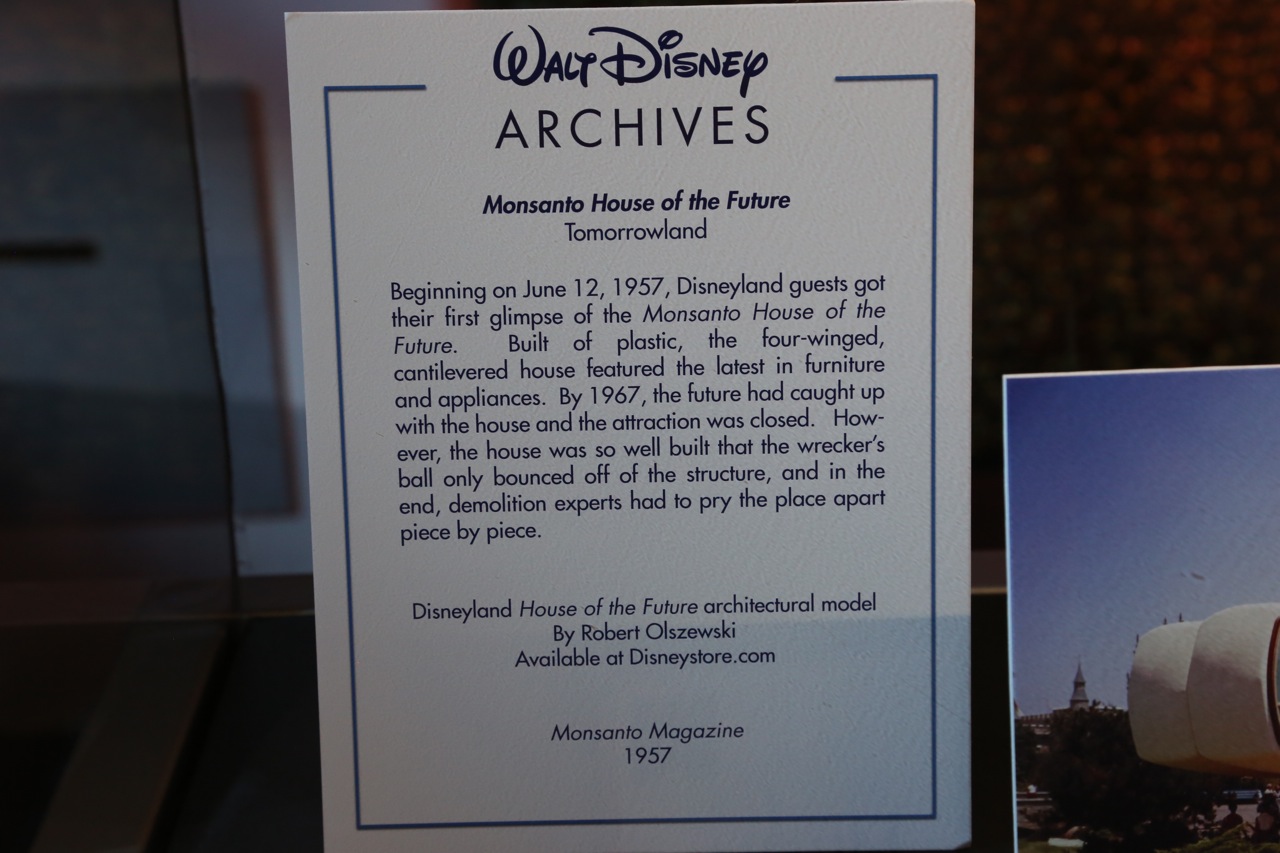 WALT DISNEY
ARCHIVES
Monsanto House of the Future
Tomorrowland
Beginning on June 12, 1957, Disneyland guests got
their first glimpse of the Monsanto House of the
Future. Built of plastic, the four-winged,
cantilevered house featured the latest in furniture
and appliances. By 1967, the future had caught up
with the house and the attraction was closed. How-
ever, the house was so well built that the wrecker's
ball only bounced off of the structure, and in the
end, demolition experts had to pry the place apart
piece by piece.
Disneyland House of the Future architectural model
By Robert Olszewski
Available at Disneystore.com
Monsanto Magazine
1957